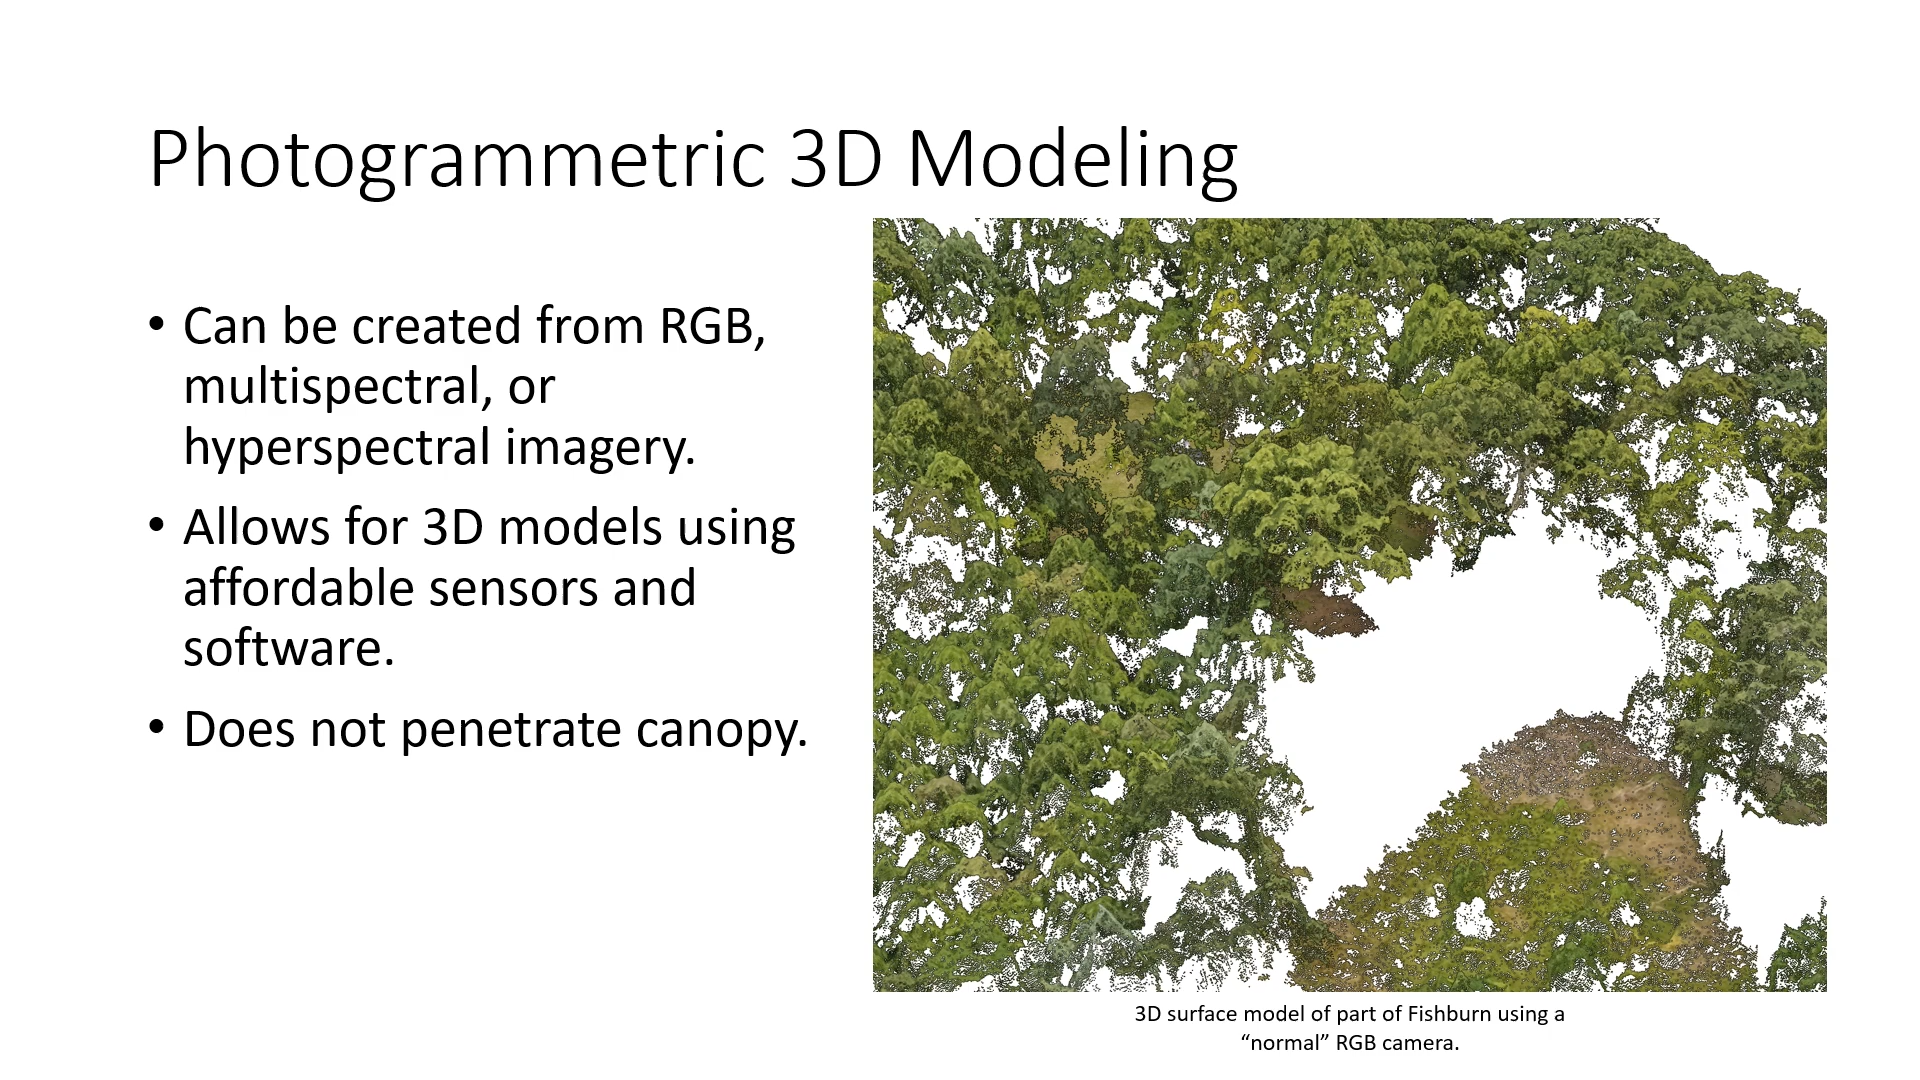 Photogrammetric 3D Modeling
• Can be created from RGB,
multispectral, or
hyperspectral imagery.
• Allows for 3D models using
affordable sensors and
software.
• Does not penetrate canopy.
3D surface model of part of Fishburn using a
“normal” RGB camera.